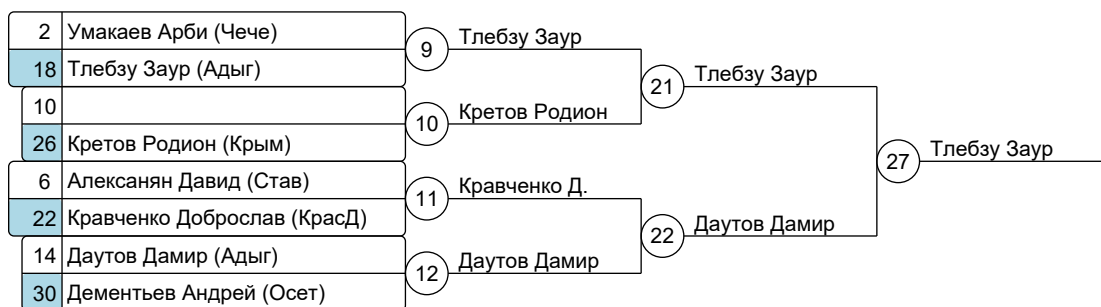 2 Умакаев Арби (Чече)
18 Тлебзу Заур (Адыг)
10
26 Кретов Родион (Крым)
6 Алексанян Давид (Став)
22 Кравченко Доброслав (КрасД)
14 Даутов Дамир (Адыг)
30 Дементьев Андрей (Осет)
9 Тлебзу Заур
10 Кретов Родион
11 Кравченко Д.
12 Даутов Дамир
21 Тлебзу Заур
22 Даутов Дамир
27 Тлебзу Заур